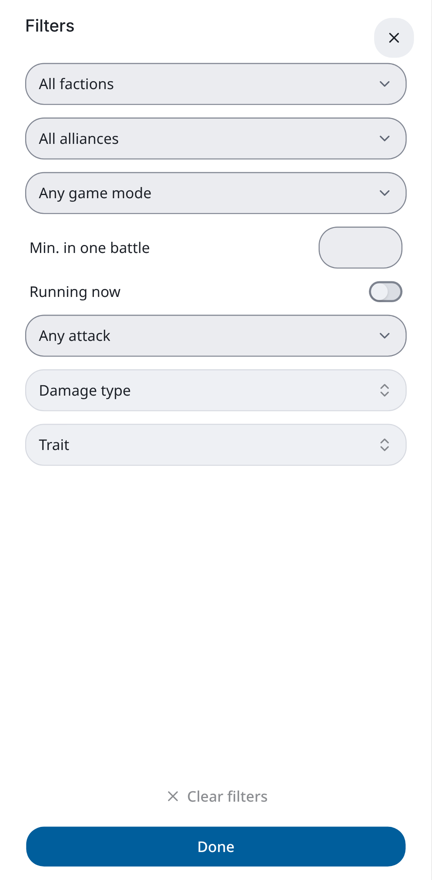 Filters
All factions
All alliances
Any game mode
Min. in one battle
Running now
Any attack
Damage type
Trait
Clear filters
Done